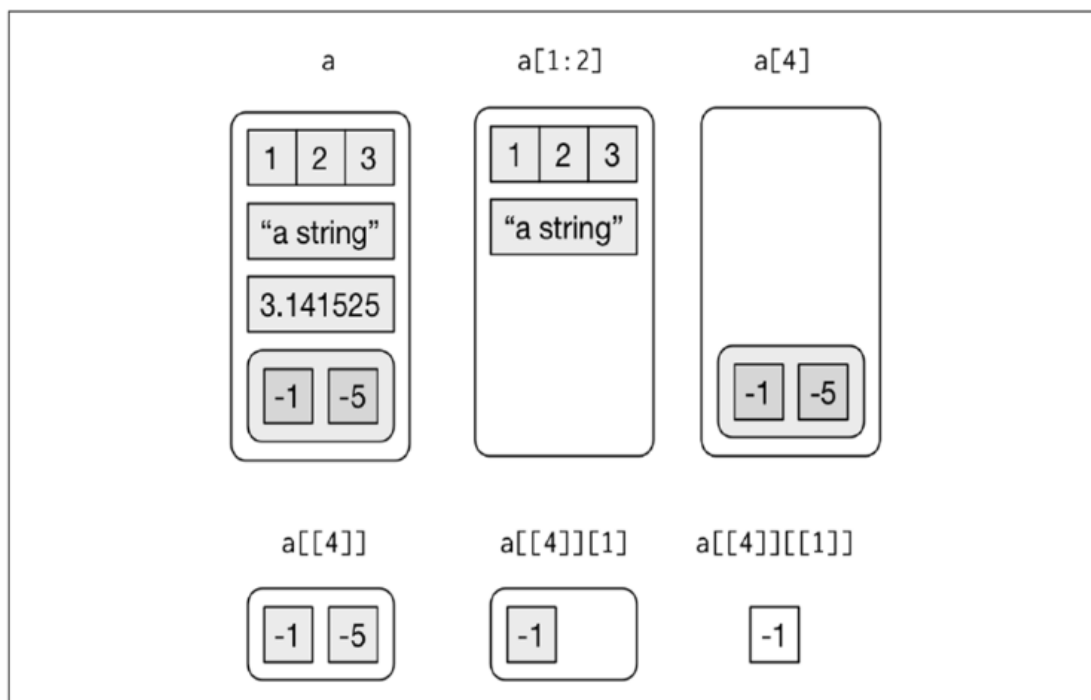 a a[1:2] a[4]
1 2 3 1 2 3
“a string” “a string”
3.141525
-1 -5 -1 -5
a[[4]] a[[4]][1] a[[4]][[1]]
-1 -5 -1 -1